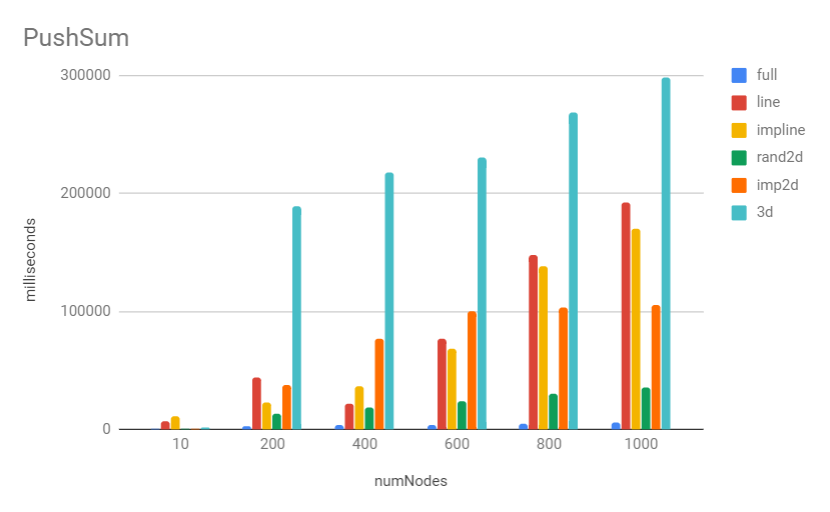 PushSum
300000
200000
100000
0
milliseconds
10 200 400 600 800 1000
numNodes
full
line
impline
rand2d
imp2d
3d